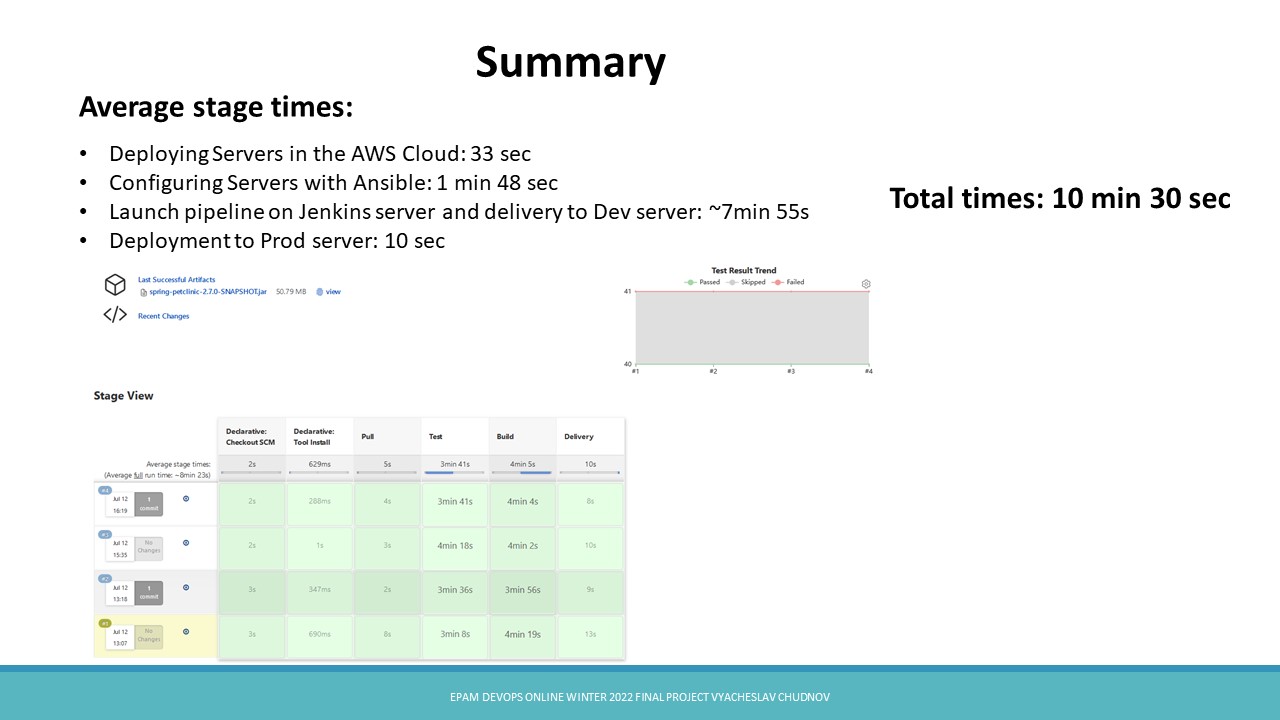 Summary
Average stage times:
• Deploying Servers in the AWS Cloud: 33 sec
• Configuring Servers with Ansible: 1 min 48 sec
• Launch pipeline on Jenkins server and delivery to Dev server: ~7min 55s
• Deployment to Prod server: 10 sec
Total times: 10 min 30 sec
Last Successful Artifacts
spring-petclinic-2.7.0-SNAPSHOT.jar 50.79 MB view
Recent Changes
Test Result Trend
Passed Skipped Failed
41
40
#1 #2 #3 #4
Stage View
Declarative: Checkout SCM
Declarative: Tool Install
Pull
Test
Build
Delivery
Average stage times:
(Average full run time: ~8min 23s)
2s 629ms 5s 3min 41s 4min 5s 10s
#4
Jul 12
16:19
1
commit
2s 288ms 4s 3min 41s 4min 4s 8s
#3
Jul 12
15:35
No
Changes
2s 1s 3s 4min 18s 4min 2s 10s
#2
Jul 12
13:18
1
commit
3s 347ms 2s 3min 36s 3min 56s 9s
#1
Jul 12
13:07
No
Changes
3s 690ms 8s 3min 8s 4min 19s 13s
EPAM DEVOPS ONLINE WINTER 2022 FINAL PROJECT VYACHESLAV CHUDNOV